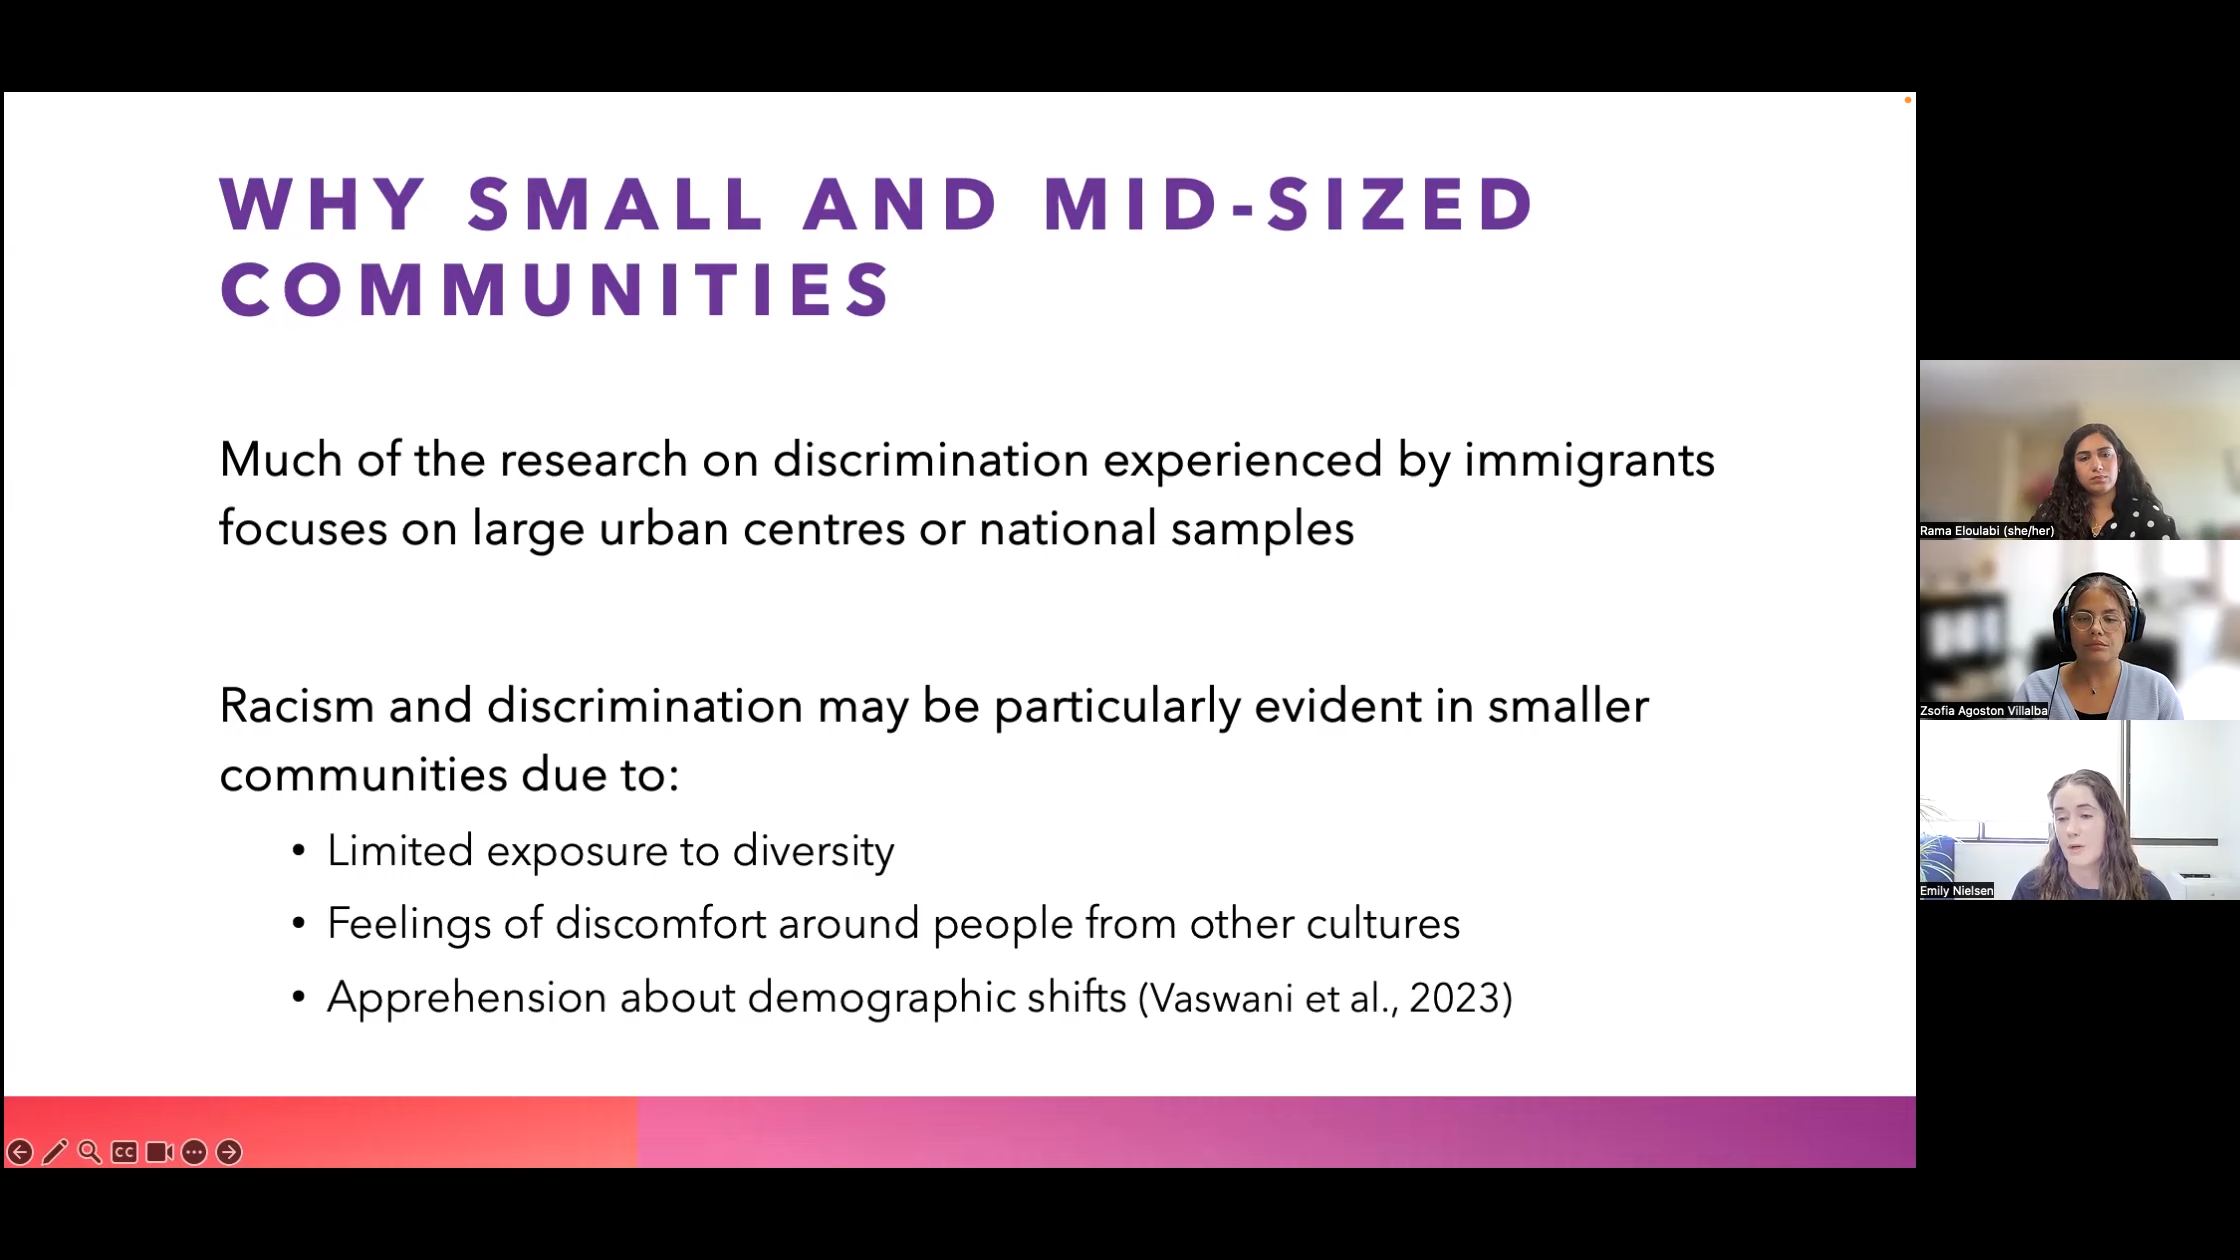 WHY SMALL AND MID-SIZED
COMMUNITIES
Much of the research on discrimination experienced by immigrants
focuses on large urban centres or national samples
Racism and discrimination may be particularly evident in smaller
communities due to:
• Limited exposure to diversity
• Feelings of discomfort around people from other cultures
• Apprehension about demographic shifts (Vaswani et al., 2023)
CC
Rama Eloulabi (she/her)
Zsofia Agoston Villalba
Emily Nielsen